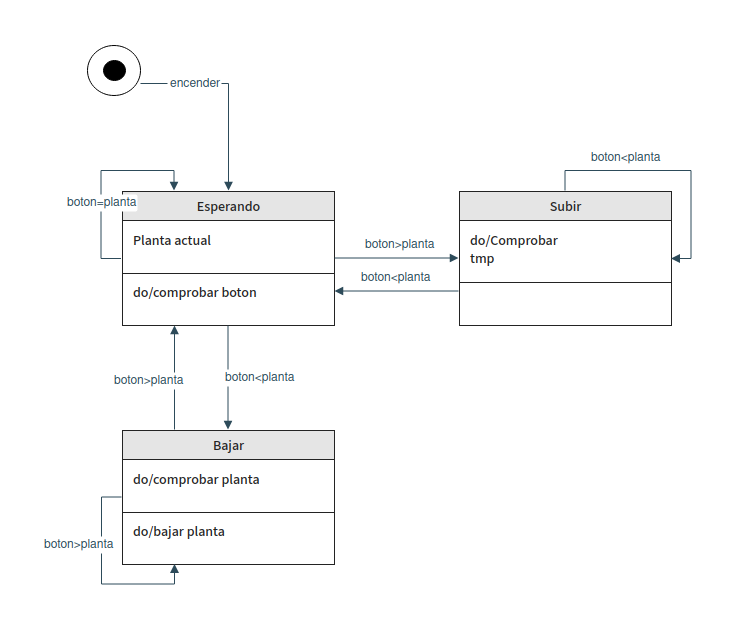 encender
boton<planta
boton=planta
Esperando
Subir
Planta actual
do/Comprobar
tmp
boton>planta
boton<planta
do/comprobar boton
boton>planta
boton<planta
Bajar
do/comprobar planta
do/bajar planta
boton>planta